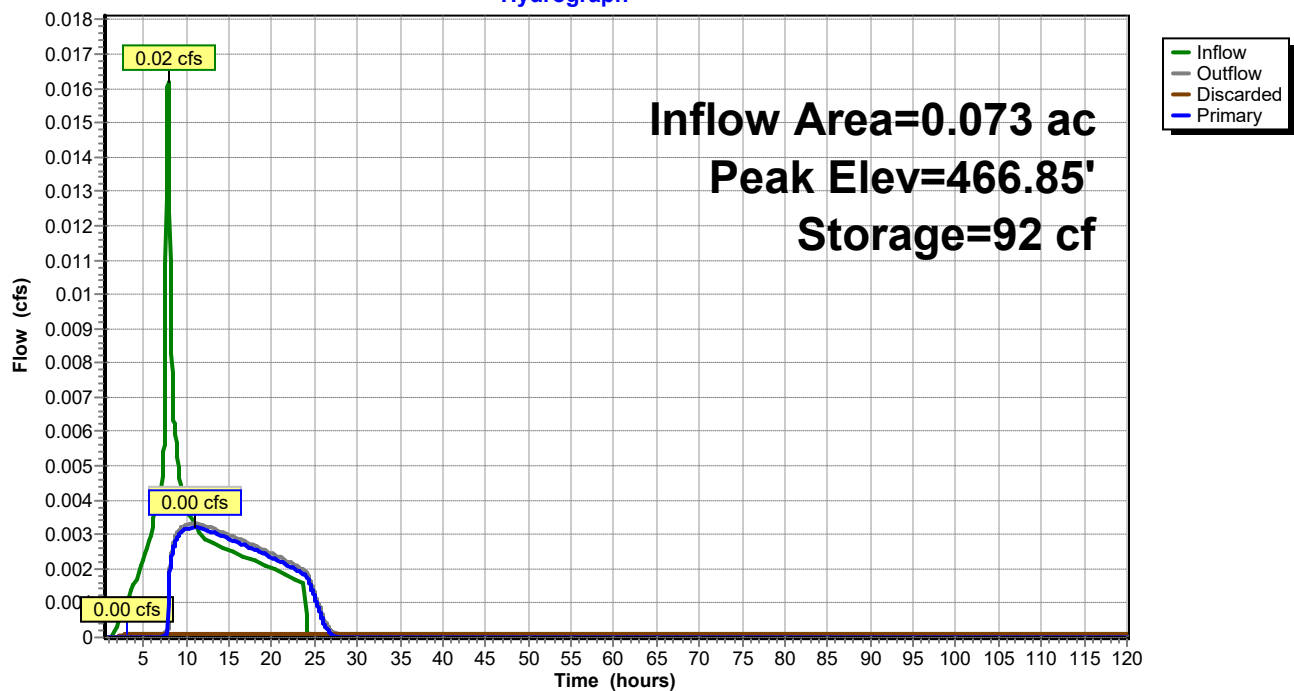 Hydrograph
0.018
0.017
0.016
0.015
0.014
0.013
0.012
0.011
0.01
0.009
0.008
0.007
0.006
0.005
0.004
0.003
0.002
0.001
0
Flow (cfs)
0.02 cfs
0.00 cfs
0.00 cfs
Inflow Area=0.073 ac
Peak Elev=466.85'
Storage=92 cf
Inflow
Outflow
Discarded
Primary
5 10 15 20 25 30 35 40 45 50 55 60 65 70 75 80 85 90 95 100 105 110 115 120
Time (hours)